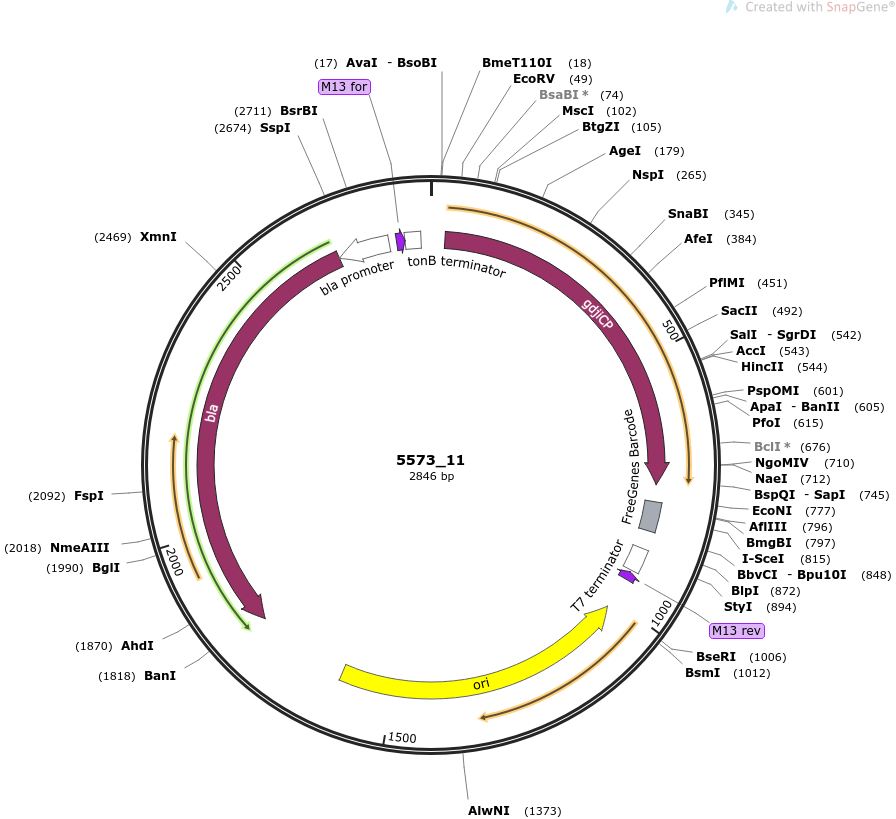 Created with SnapGene®
(17) AvaI - BsoBI
BmeT110I (18)
EcoRV (49)
BsaBI * (74)
MscI (102)
BtgZI (105)
AgeI (179)
NspI (265)
SnaBI (345)
AfeI (384)
PflMI (451)
SacII (492)
SalI - SgrDI (542)
AccI (543)
HincII (544)
PspOMI (601)
ApaI - BanII (605)
PfoI (615)
BclI * (676)
NgoMIV (710)
NaeI (712)
BspQI - SapI (745)
EcoNI (777)
AflIII (796)
BmgBI (797)
I-SceI (815)
BbvCI - Bpu10I (848)
BlpI (872)
StyI (894)
M13 rev
BseRI (1006)
BsmI (1012)
AlwNI (1373)
(1818) BanI
(1870) AhdI
(1990) BglI
(2018) NmeAIII
(2092) FspI
(2469) XmnI
(2674) SspI
(2711) BsrBI
M13 for
tonB terminator
bla promoter
gdjlCP
FreeGenes Barcode
T7 terminator
ori
bla
500
1000
1500
2000
2500
5573_11
2846 bp